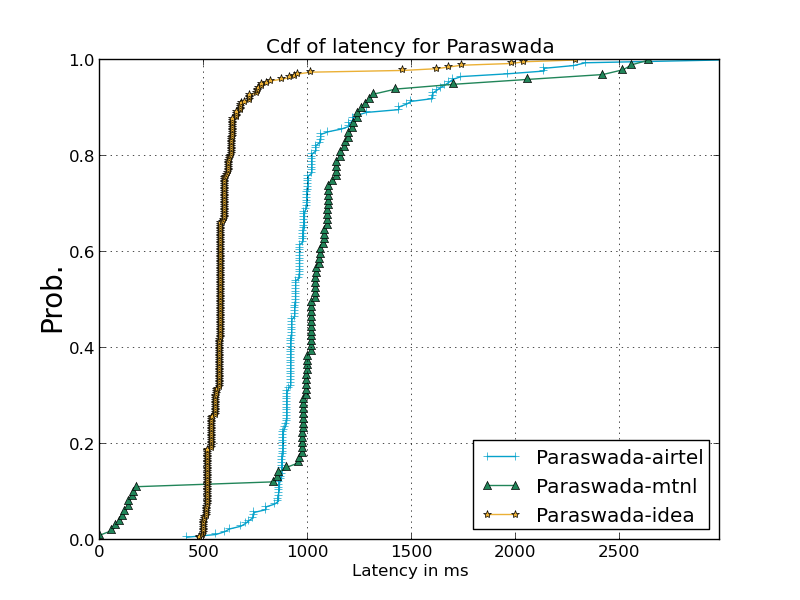 Cdf of latency for Paraswada
1.0
0.8
0.6
0.4
0.2
0.0
Prob.
0 500 1000 1500 2000 2500
Latency in ms
Paraswada-airtel
Paraswada-mtnl
Paraswada-idea